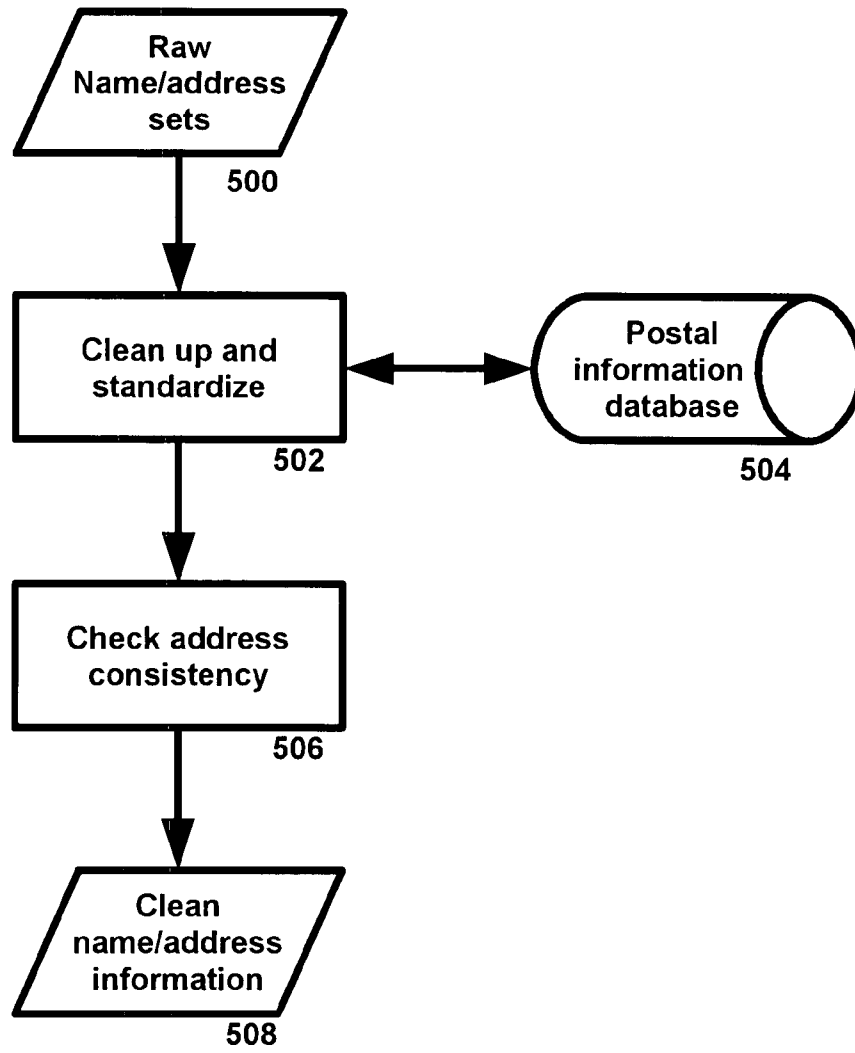 Raw
Name/address
sets
500
Clean up and
standardize
502
Postal
information
database
504
Check address
consistency
506
Clean
name/address
information
508